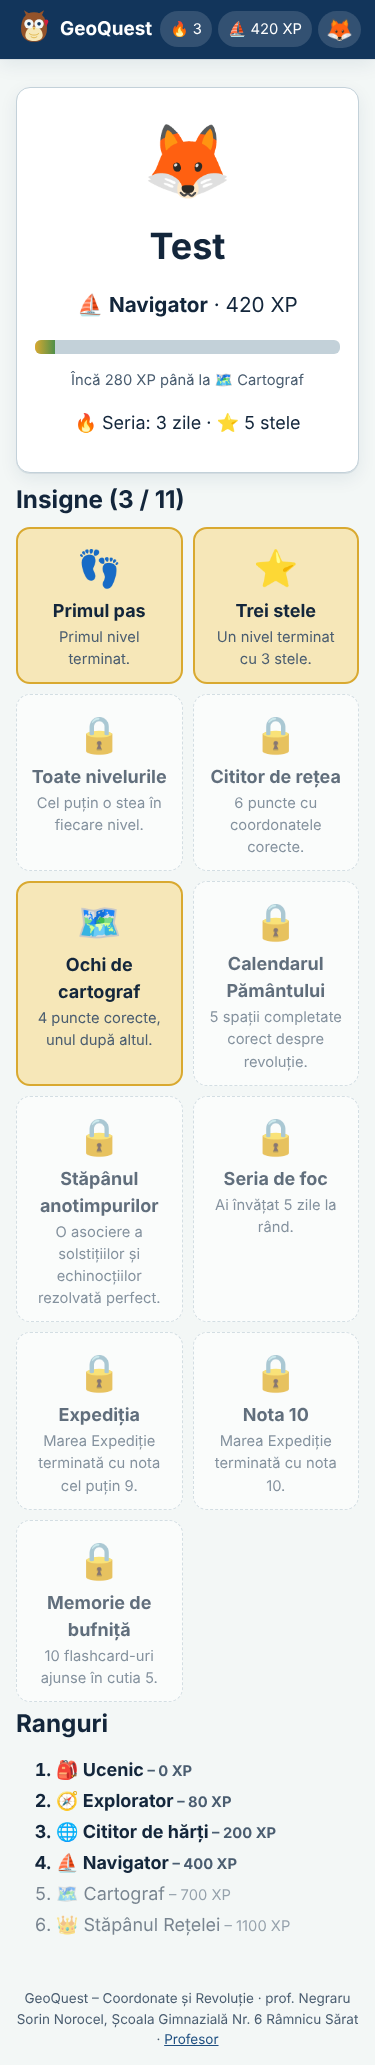 GeoQuest 🔥 3 ⛵ 420 XP
Test
⛵ Navigator · 420 XP
Încă 280 XP până la 🗺️ Cartograf
🔥 Seria: 3 zile · ⭐ 5 stele
Insigne (3 / 11)
Primul pas
Primul nivel
terminat.
Trei stele
Un nivel terminat
cu 3 stele.
Toate nivelurile
Cel puțin o stea în
fiecare nivel.
Cititor de rețea
6 puncte cu
coordonatele
corecte.
Ochi de
cartograf
4 puncte corecte,
unul după altul.
Calendarul
Pământului
5 spații completate
corect despre
revoluție.
Stăpânul
anotimpurilor
O asociere a
solstițiilor și
echinocțiilor
rezolvată perfect.
Seria de foc
Ai învățat 5 zile la
rând.
Expediția
Marea Expediție
terminată cu nota
cel puțin 9.
Nota 10
Marea Expediție
terminată cu nota
10.
Memorie de
bufniță
10 flashcard-uri
ajunse în cutia 5.
Ranguri
1. 🎒 Ucenic – 0 XP
2. 🧭 Explorator – 80 XP
3. 🌐 Cititor de hărți – 200 XP
4. ⛵ Navigator – 400 XP
5. 🗺️ Cartograf – 700 XP
6. 👑 Stăpânul Rețelei – 1100 XP
GeoQuest – Coordonate și Revoluție · prof. Negraru
Sorin Norocel, Școala Gimnazială Nr. 6 Râmnicu Sărat
· Profesor